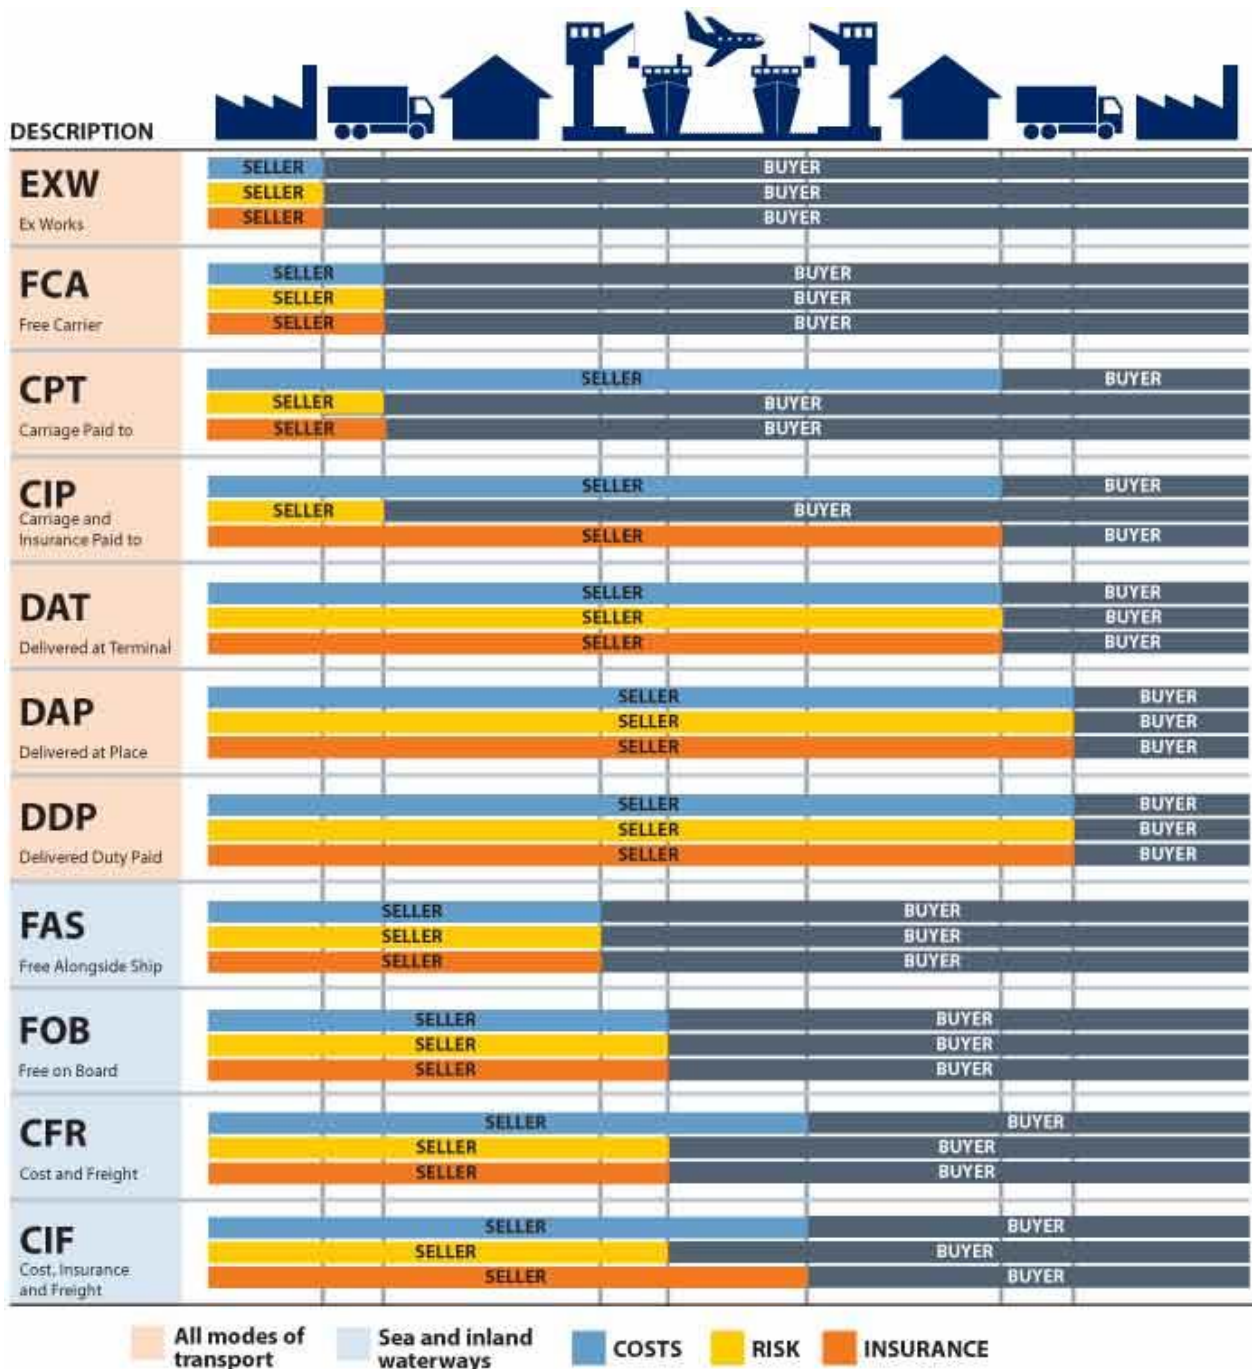 DESCRIPTION
EXW
Ex Works
SELLER BUYER
SELLER BUYER
SELLER BUYER
FCA
Free Carrier
SELLER BUYER
SELLER BUYER
SELLER BUYER
CPT
Carriage Paid to
SELLER BUYER
SELLER BUYER
SELLER BUYER
CIP
Carriage and
Insurance Paid to
SELLER BUYER
SELLER BUYER
SELLER BUYER
DAT
Delivered at Terminal
SELLER BUYER
SELLER BUYER
SELLER BUYER
DAP
Delivered at Place
SELLER BUYER
SELLER BUYER
SELLER BUYER
DDP
Delivered Duty Paid
SELLER BUYER
SELLER BUYER
SELLER BUYER
FAS
Free Alongside Ship
SELLER BUYER
SELLER BUYER
SELLER BUYER
FOB
Free on Board
SELLER BUYER
SELLER BUYER
SELLER BUYER
CFR
Cost and Freight
SELLER BUYER
SELLER BUYER
SELLER BUYER
CIF
Cost, Insurance
and Freight
SELLER BUYER
SELLER BUYER
SELLER BUYER
All modes of
transport
Sea and inland
waterways
COSTS
RISK
INSURANCE